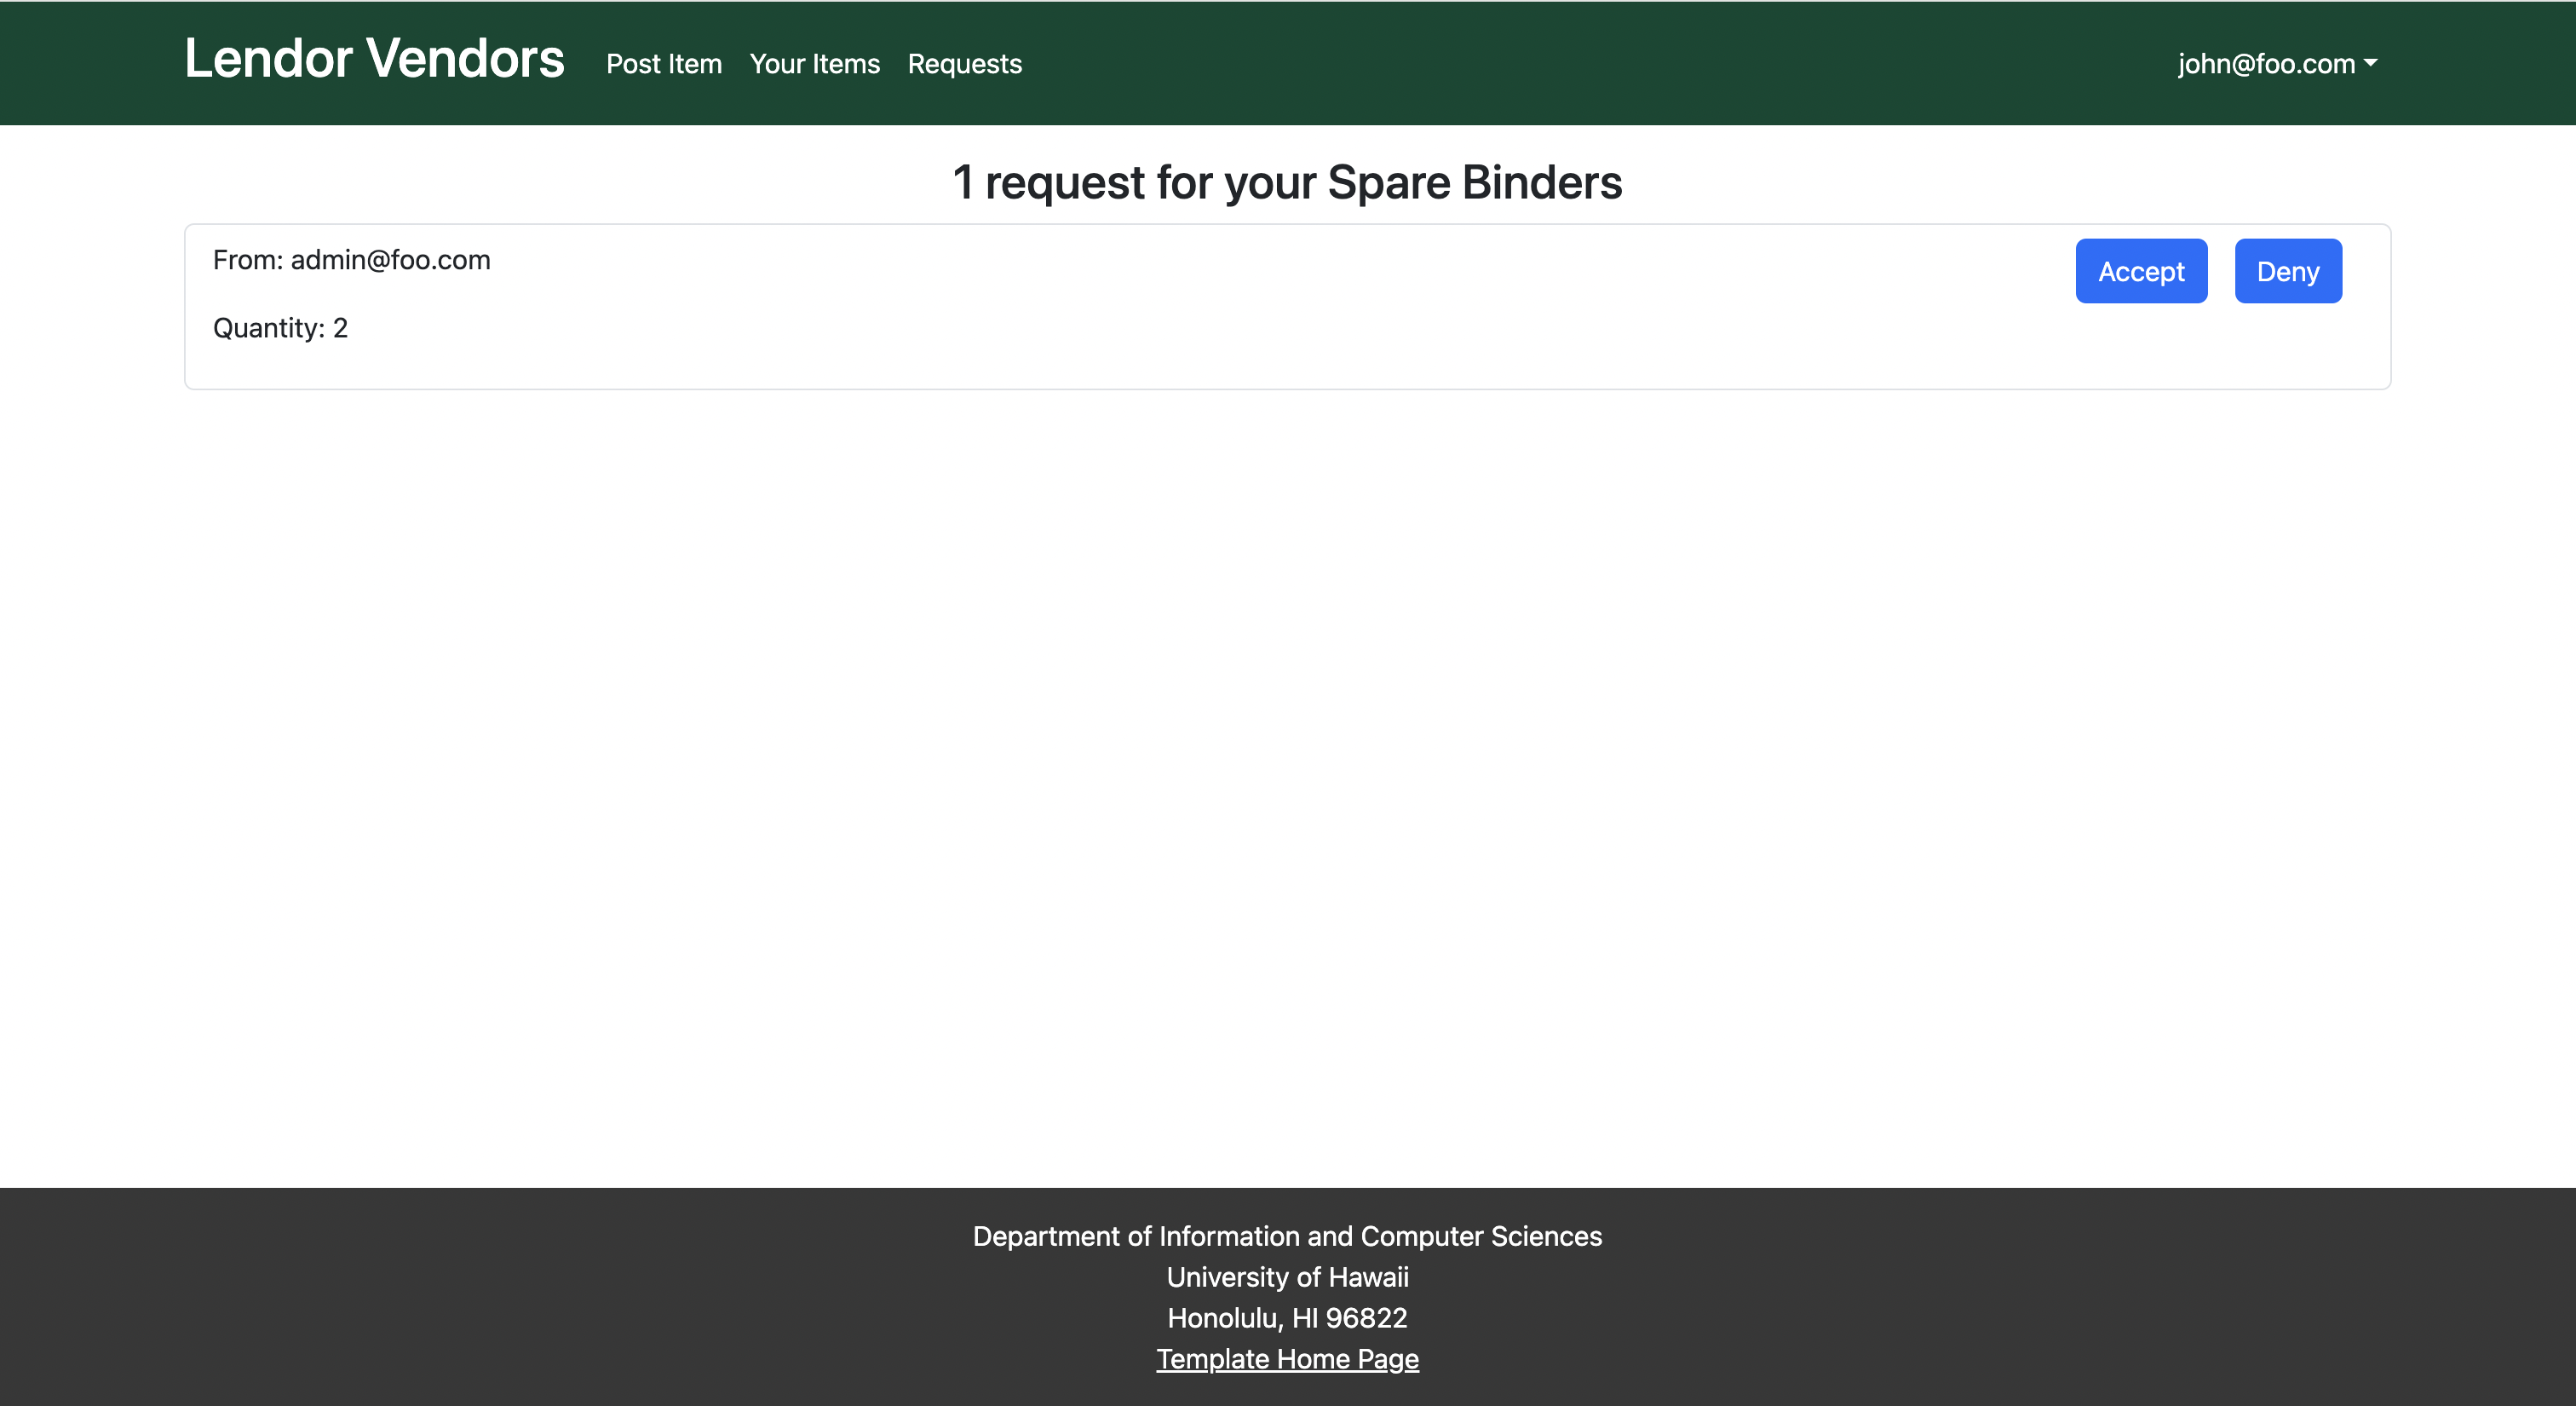 Lendor Vendors Post Item Your Items Requests john@foo.com
1 request for your Spare Binders
From: admin@foo.com Accept Deny
Quantity: 2
Department of Information and Computer Sciences
University of Hawaii
Honolulu, HI 96822
Template Home Page